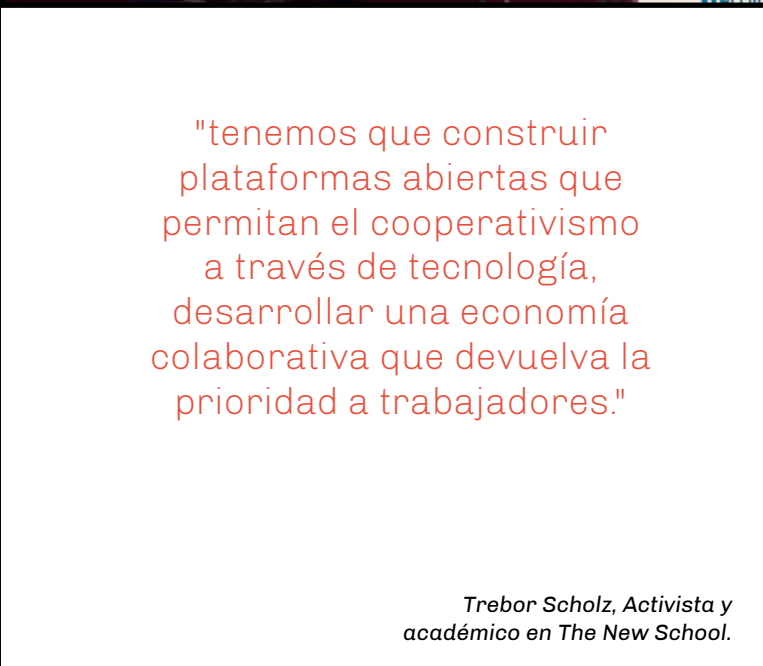 "tenemos que construir
plataformas abiertas que
permitan el cooperativismo
a través de tecnología,
desarrollar una economía
colaborativa que devuelva la
prioridad a trabajadores."
Trebor Scholz, Activista y
académico en The New School.